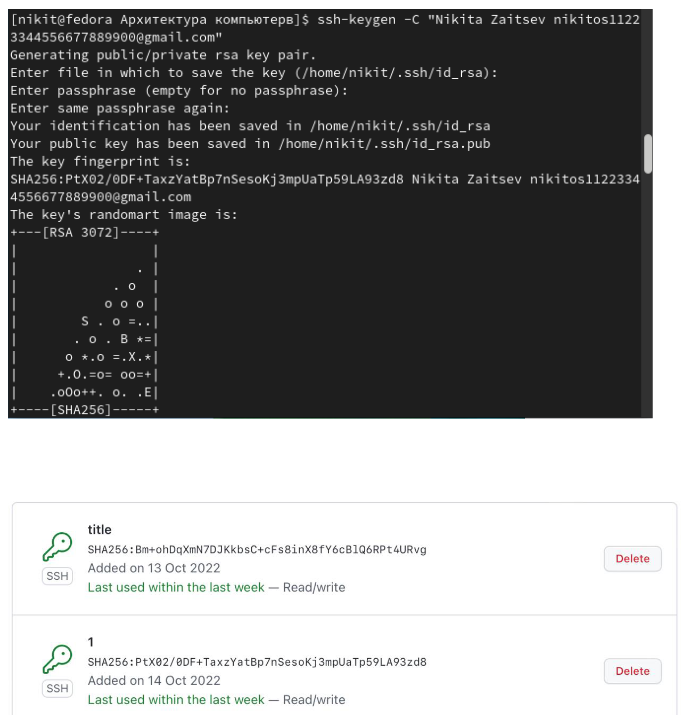 [nikit@fedora Архитектура компьютерв]$ ssh-keygen -C "Nikita Zaitsev nikitos1122
3344556677889900@gmail.com"
Generating public/private rsa key pair.
Enter file in which to save the key (/home/nikit/.ssh/id_rsa):
Enter passphrase (empty for no passphrase):
Enter same passphrase again:
Your identification has been saved in /home/nikit/.ssh/id_rsa
Your public key has been saved in /home/nikit/.ssh/id_rsa.pub
The key fingerprint is:
SHA256:PtX02/0DF+TaxzYatBp7nSesoKj3mpUaTp59LA93zd8 Nikita Zaitsev nikitos1122334
4556677889900@gmail.com
The key's randomart image is:
+---[RSA 3072]----+
|                 |
|               . |
|            . o  |
|           o o o |
|        S . o =..|
|       . o . B *=|
|      o *.o =.X.*|
|     +.O.=o= oo=+|
|    .oOo++. o. .E|
+----[SHA256]-----+
title
SHA256:Bm+ohDqXmN7DJKkbsC+cFs8inX8fY6cBlQ6RPt4URvg
SSH
Added on 13 Oct 2022
Last used within the last week — Read/write
Delete
1
SHA256:PtX02/0DF+TaxzYatBp7nSesoKj3mpUaTp59LA93zd8
SSH
Added on 14 Oct 2022
Last used within the last week — Read/write
Delete